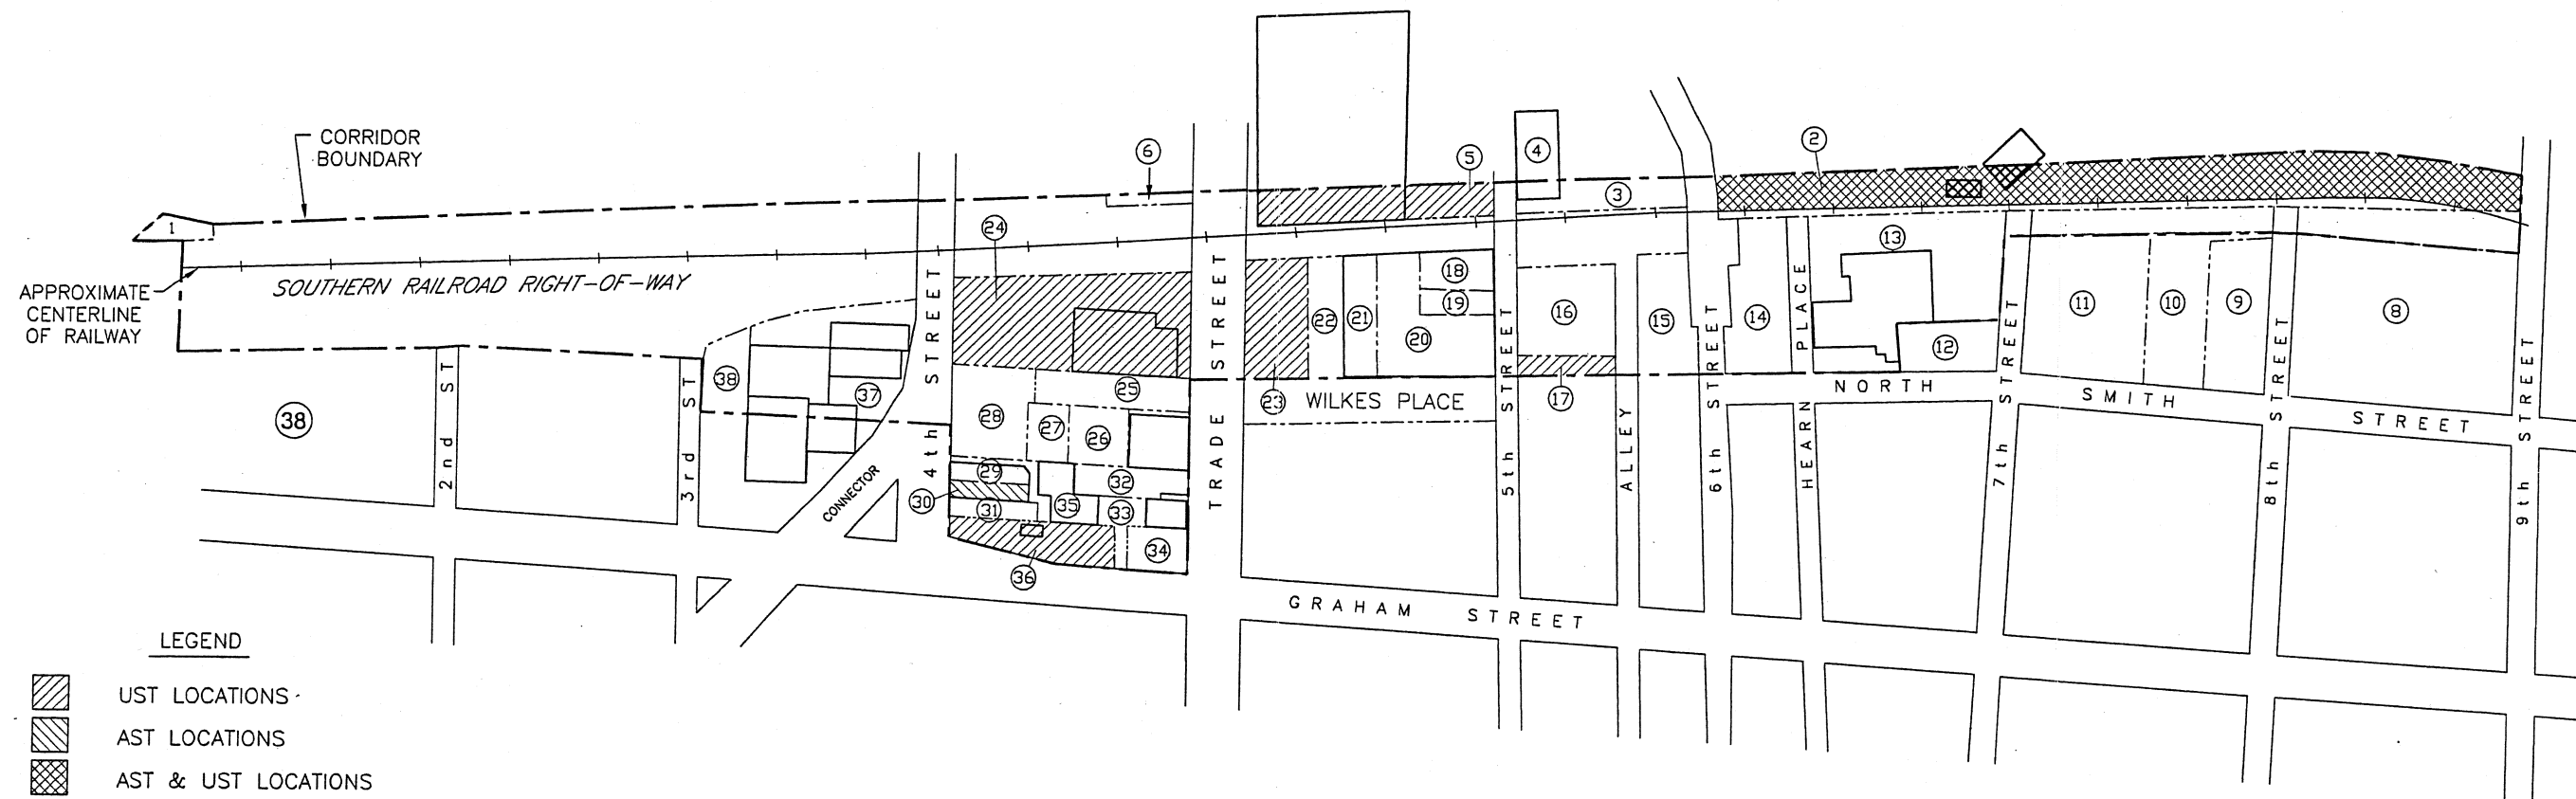 CORRIDOR
BOUNDARY
1
6
5
4
3
2
APPROXIMATE
CENTERLINE
OF RAILWAY
SOUTHERN RAILROAD RIGHT-OF-WAY
24
23
22
21
20
18
19
16
17
15
14
13
12
11
10
9
8
38
38
37
28
25
27
26
29
30
31
32
35
33
34
36
2nd ST
3rd ST
CONNECTOR
4th STREET
TRADE STREET
WILKES PLACE
5th STREET
ALLEY
6th STREET
HEARN PLACE
7th STREET
8th STREET
9th STREET
NORTH SMITH STREET
GRAHAM STREET
LEGEND
UST LOCATIONS
AST LOCATIONS
AST & UST LOCATIONS